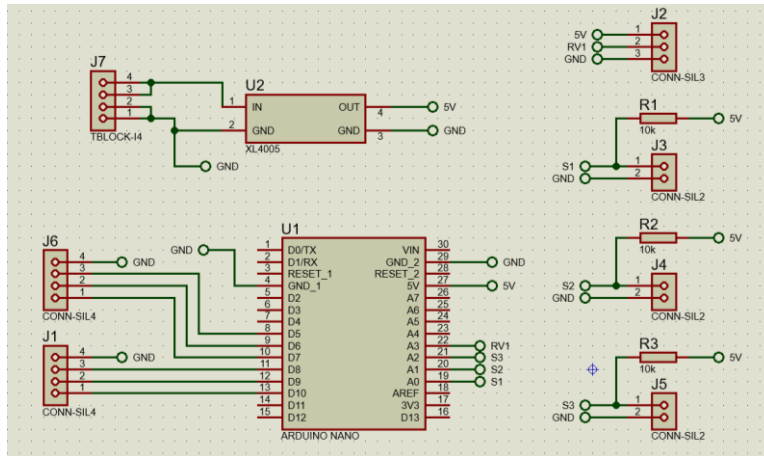 J7
4
3
2
1
TBLOCK-I4
U2
1 IN OUT 4 5V
2 GND GND 3 GND
XL4005
GND
J2
5V 1
RV1 2
GND 3
CONN-SIL3
R1
10k
5V
J3
S1 1
GND 2
CONN-SIL2
R2
10k
5V
J4
S2 1
GND 2
CONN-SIL2
R3
10k
5V
J5
S3 1
GND 2
CONN-SIL2
J6
4 GND
3
2
1
CONN-SIL4
J1
4 GND
3
2
1
CONN-SIL4
U1
GND
1 D0/TX VIN 30
2 D1/RX GND_2 29 GND
3 RESET_1 RESET_2 28
4 GND_1 5V 27 5V
5 D2 A7 26
6 D3 A6 25
7 D4 A5 24
8 D5 A4 23
9 D6 A3 22 RV1
10 D7 A2 21 S3
11 D8 A1 20 S2
12 D9 A0 19 S1
13 D10 AREF 18
14 D11 3V3 17
15 D12 D13 16
ARDUINO NANO